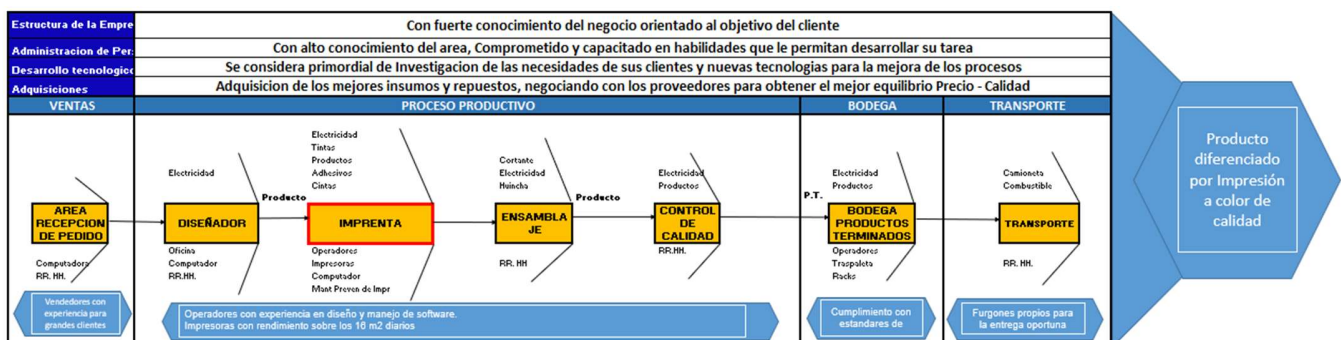 Estructura de la Empre
Con fuerte conocimiento del negocio orientado al objetivo del cliente
Administracion de Per
Con alto conocimiento del area, Comprometido y capacitado en habilidades que le permitan desarrollar su tarea
Desarrollo tecnologico
Se considera primordial de Investigacion de las necesidades de sus clientes y nuevas tecnologias para la mejora de los procesos
Adquisiciones
Adquisicion de los mejores insumos y repuestos, negociando con los proveedores para obtener el mejor equilibrio Precio - Calidad
VENTAS
PROCESO PRODUCTIVO
BODEGA
TRANSPORTE
AREA
RECEPCION
DE PEDIDO
Computadora
RR. HH.
Vendedores con
experiencia para
grandes clientes
Electricidad
DISEÑADOR
Oficina
Computador
RR.HH.
Producto
Electricidad
Tintas
Productos
Adhesivos
Cintas
IMPRENTA
Operadores
Impresoras
Computador
Mant Preven de Impr
Cortante
Electricidad
Huincha
ENSAMBLA
JE
RR. HH
Producto
Electricidad
Productos
CONTROL
DE
CALIDAD
RR.HH.
Operadores con experiencia en diseño y manejo de software.
Impresoras con rendimiento sobre los 16 m2 diarios
P.T.
Electricidad
Productos
BODEGA
PRODUCTOS
TERMINADOS
Operadores
Traspaleta
Racks
Cumplimiento con
estandares de
Camioneta
Combustible
TRANSPORTE
RR. HH.
Furgones propios para
la entrega oportuna
Producto
diferenciado
por Impresión
a color de
calidad